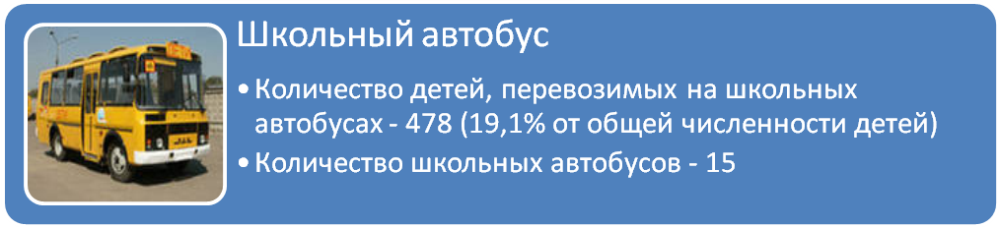 Школьный автобус
• Количество детей, перевозимых на школьных
автобусах - 478 (19,1% от общей численности детей)
• Количество школьных автобусов - 15